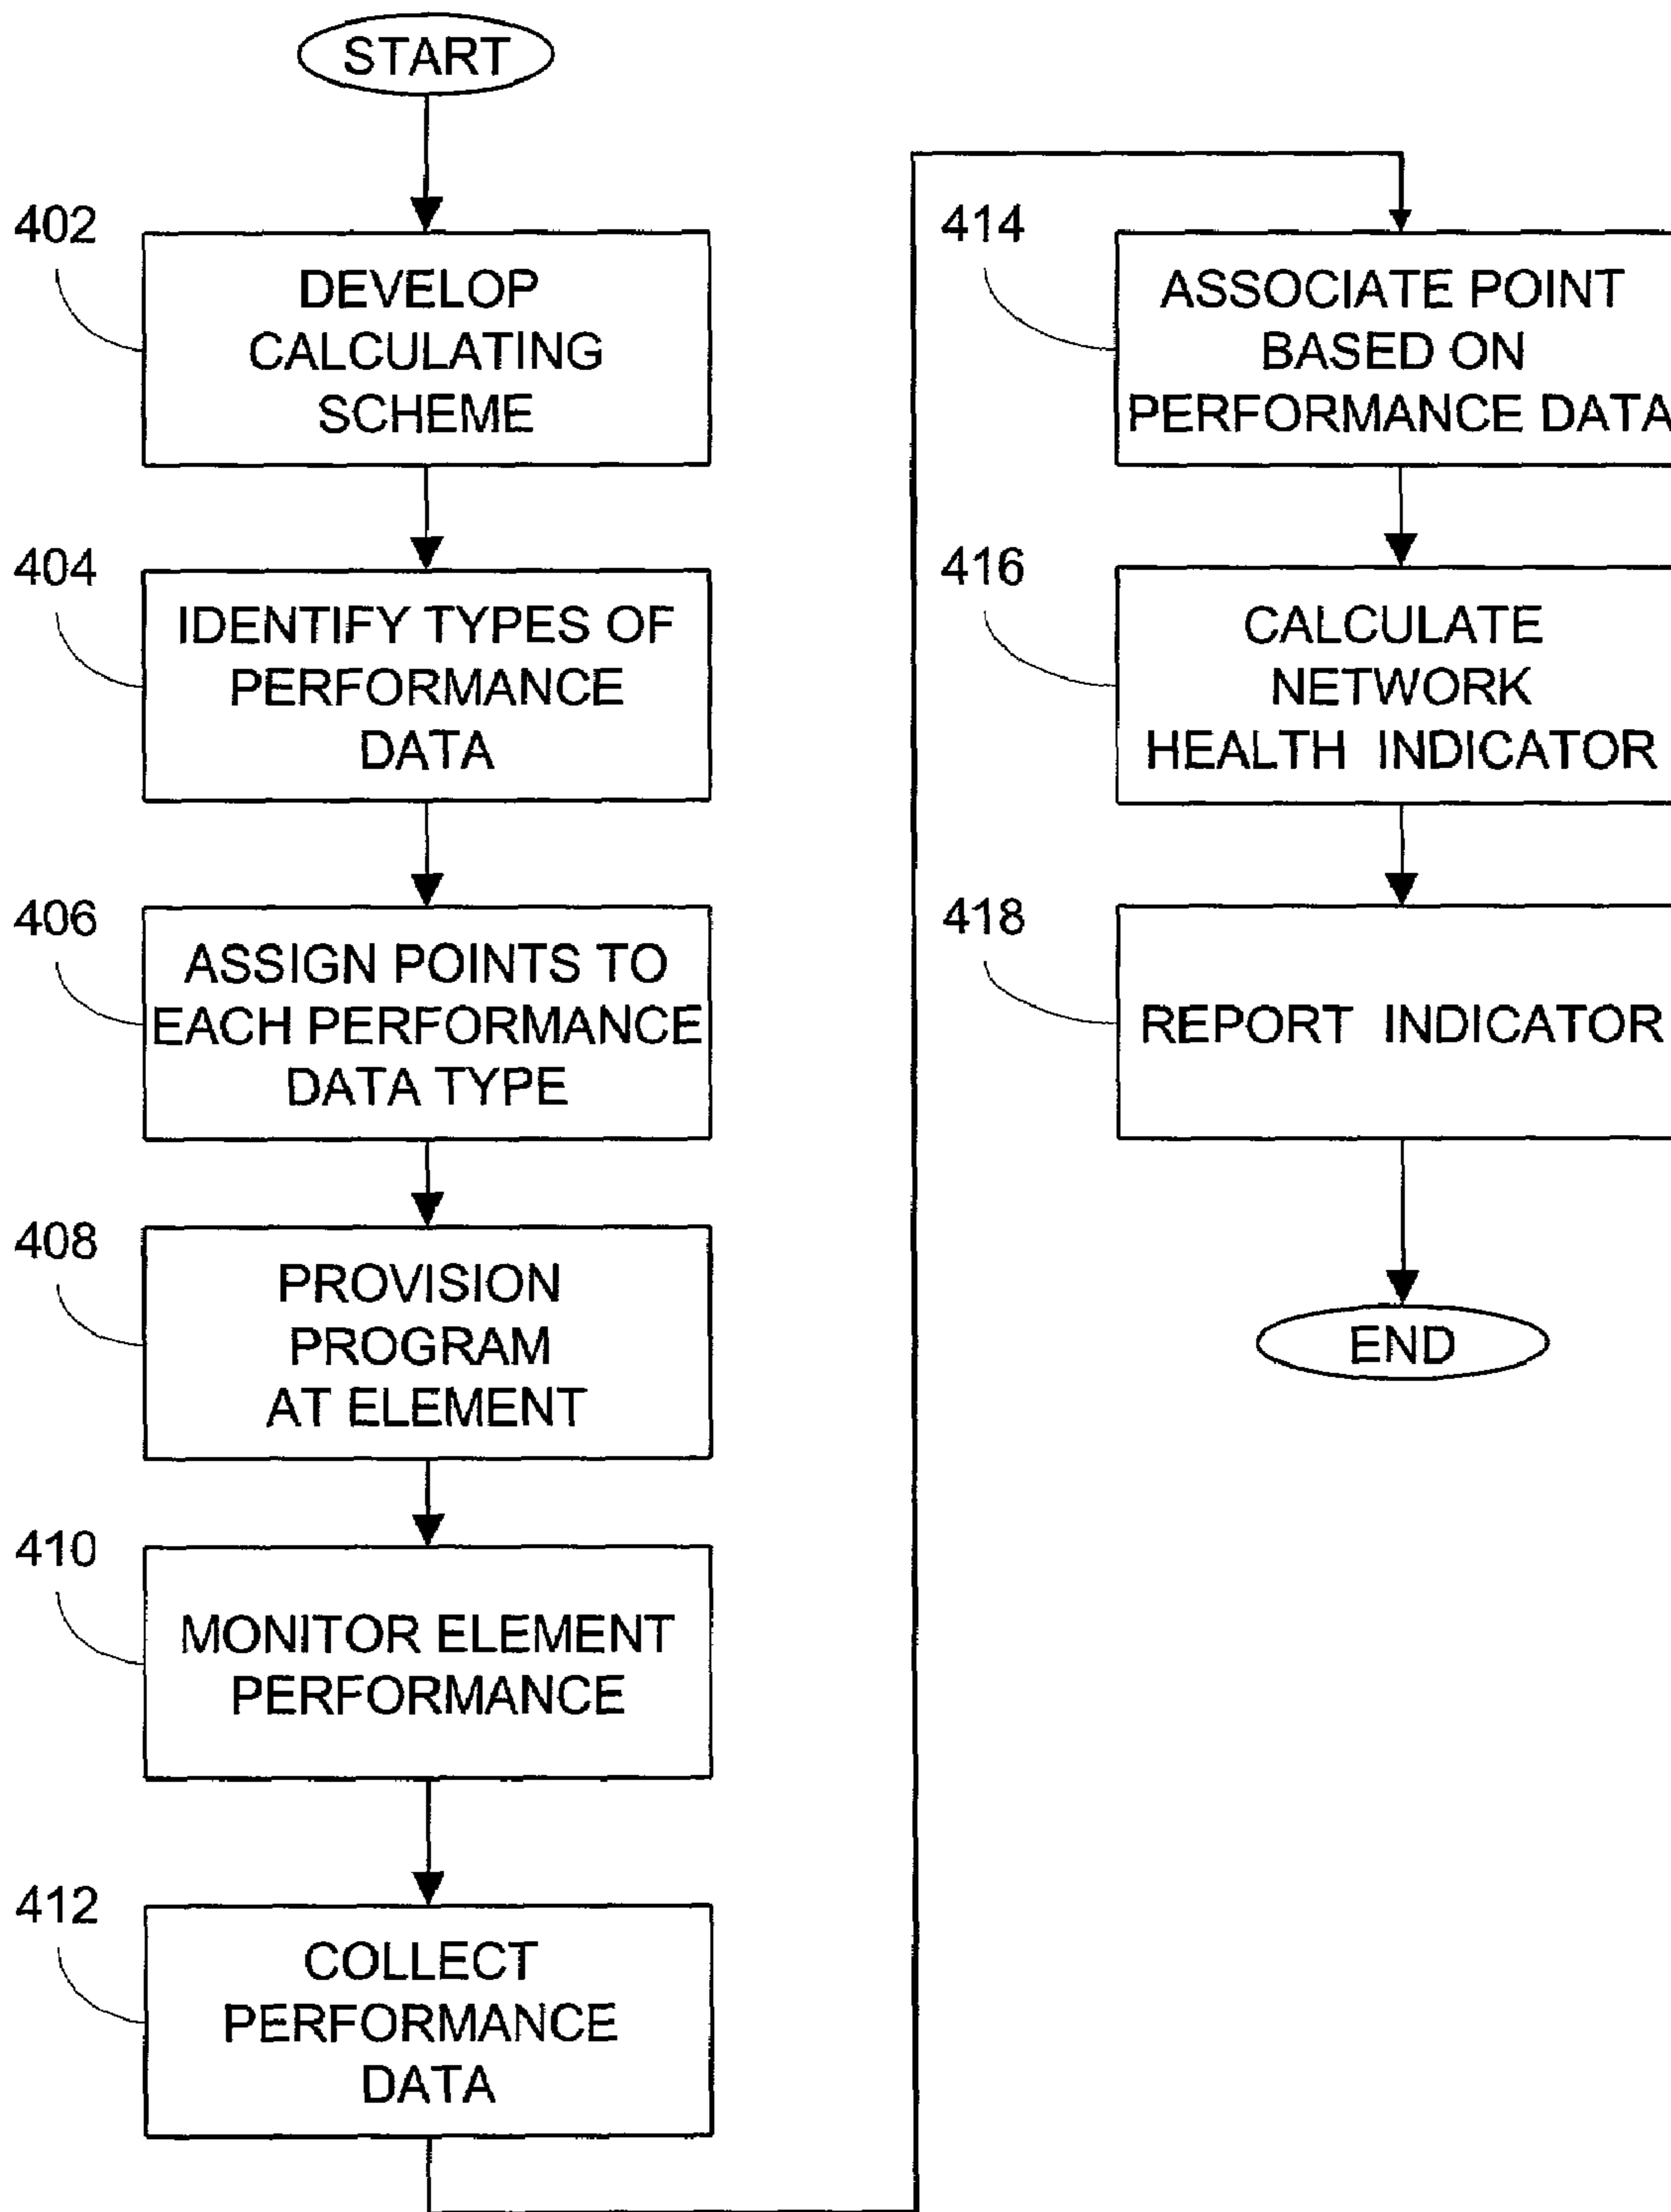 START
402
DEVELOP
CALCULATING
SCHEME
404
IDENTIFY TYPES OF
PERFORMANCE
DATA
406
ASSIGN POINTS TO
EACH PERFORMANCE
DATA TYPE
408
PROVISION
PROGRAM
AT ELEMENT
410
MONITOR ELEMENT
PERFORMANCE
412
COLLECT
PERFORMANCE
DATA
414
ASSOCIATE POINT
BASED ON
PERFORMANCE DATA
416
CALCULATE
NETWORK
HEALTH INDICATOR
418
REPORT INDICATOR
END